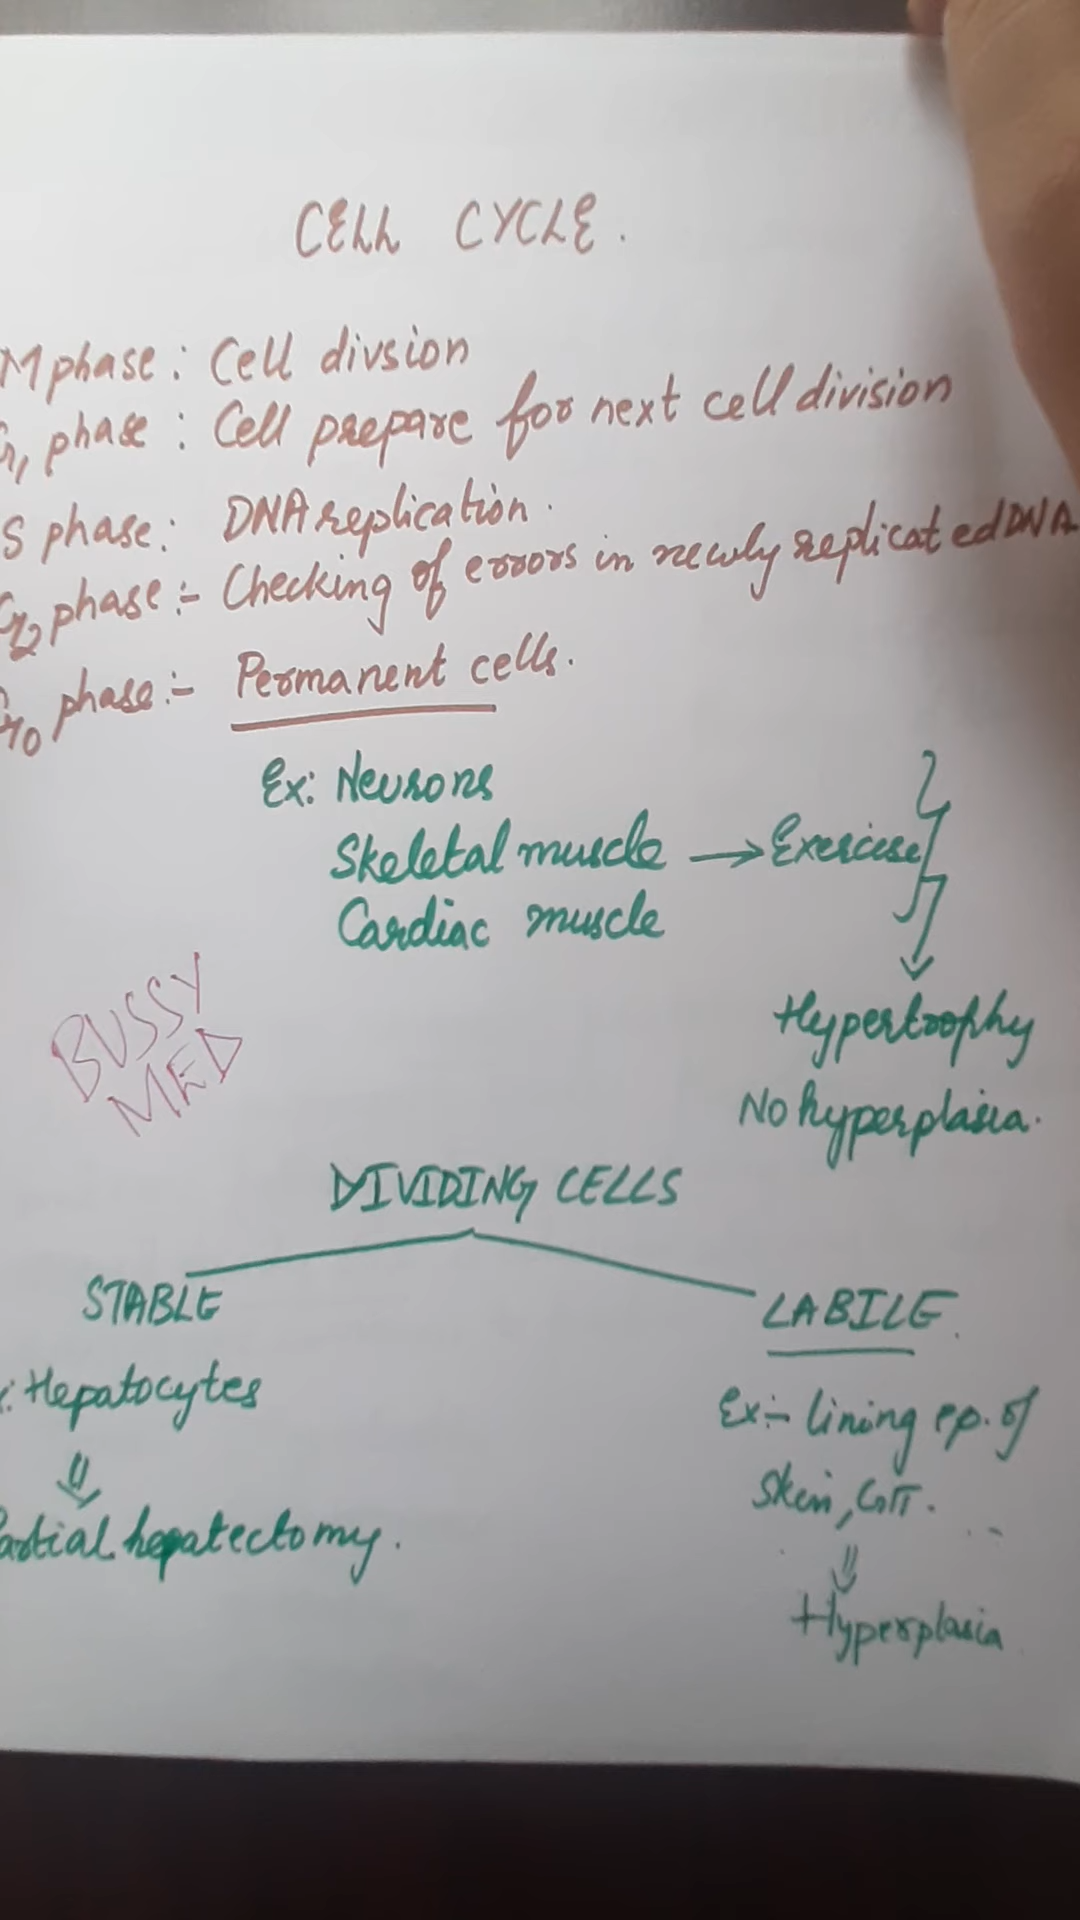 CELL CYCLE.
M phase: Cell divsion
G1 phase: Cell prepare for next cell division
S phase: DNA replication.
G2 phase:- Checking of errors in newly replicated DNA
G0 phase:- Permanent cells.
Ex: Neurons
Skeletal muscle → Exercise
Cardiac muscle
Hypertrophy
No hyperplasia.
BUSSY
MED
DIVIDING CELLS
STABLE
LABILE.
: Hepatocytes
Ex:- lining ep. of
Skin, GIT.
Partial hepatectomy.
Hyperplasia